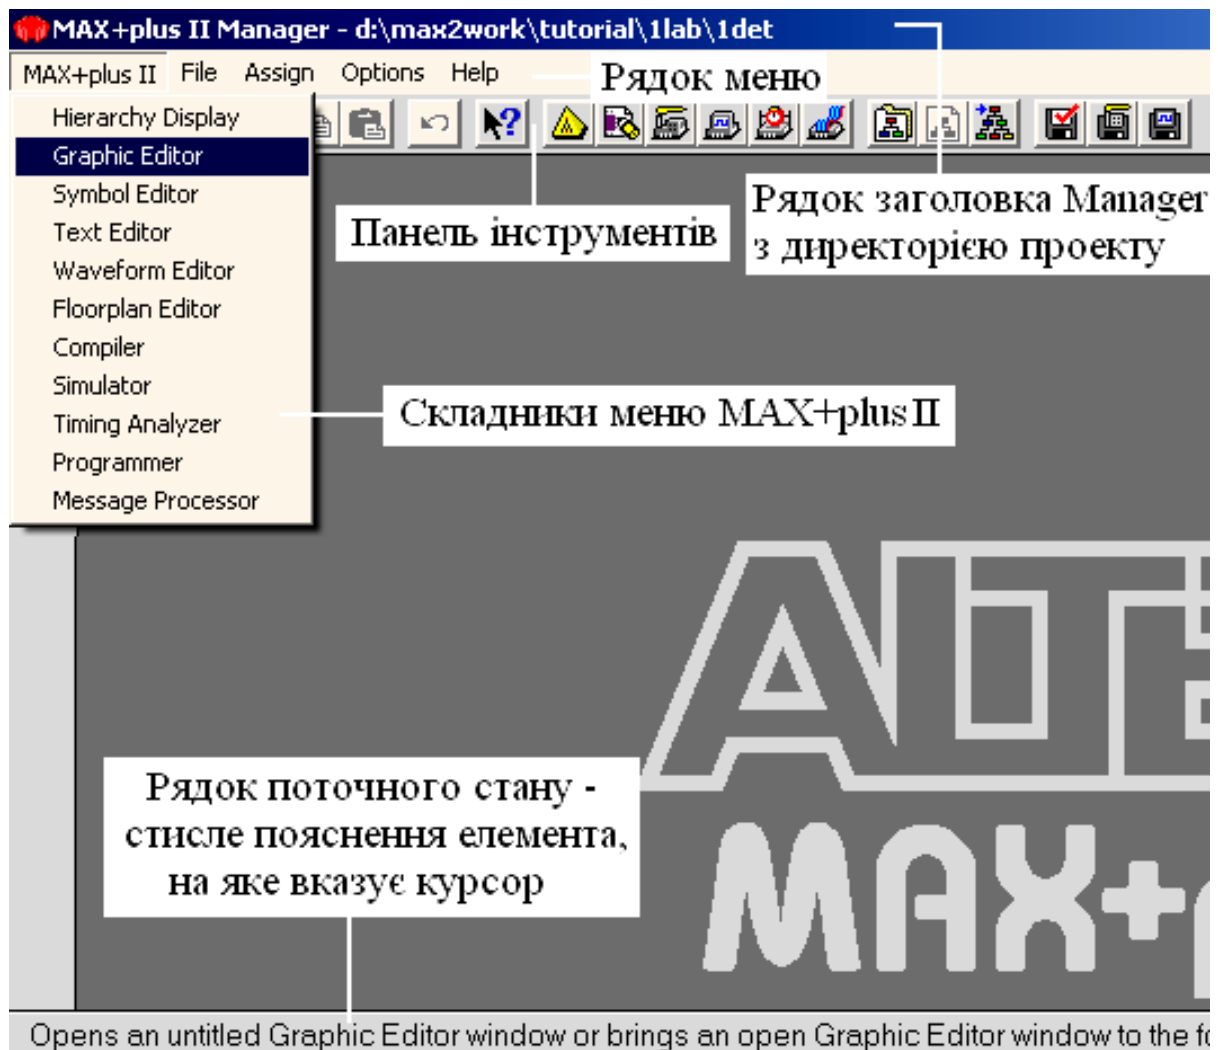 MAX+plus II Manager - d:\max2work\tutorial\1lab\1det
MAX+plus II File Assign Options Help
Рядок меню
Hierarchy Display
Graphic Editor
Symbol Editor
Text Editor
Waveform Editor
Floorplan Editor
Compiler
Simulator
Timing Analyzer
Programmer
Message Processor
Рядок заголовка Manager
з директорією проекту
Панель інструментів
Складники меню MAX+plus II
Рядок поточного стану -
стисле пояснення елемента,
на яке вказує курсор
MAX+
Opens an untitled Graphic Editor window or brings an open Graphic Editor window to the